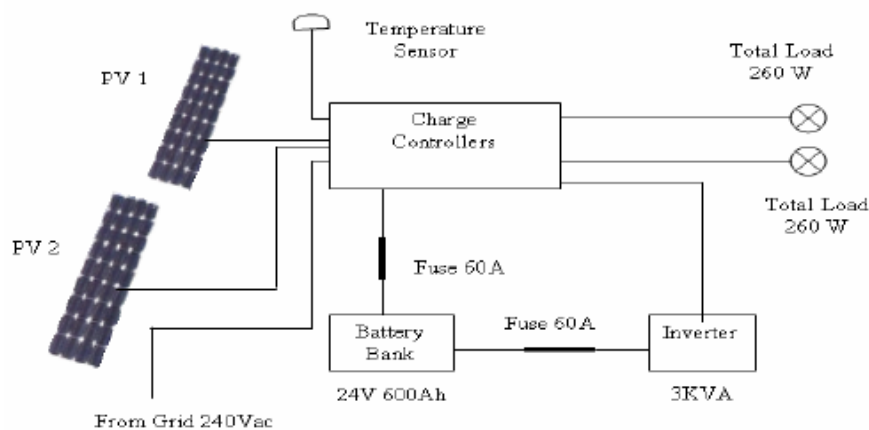 Temperature
Sensor
Total Load
260 W
PV 1
Charge
Controllers
Total Load
260 W
PV 2
Fuse 60A
Fuse 60A
Battery
Bank
Inverter
24V 600Ah
3KVA
From Grid 240Vac